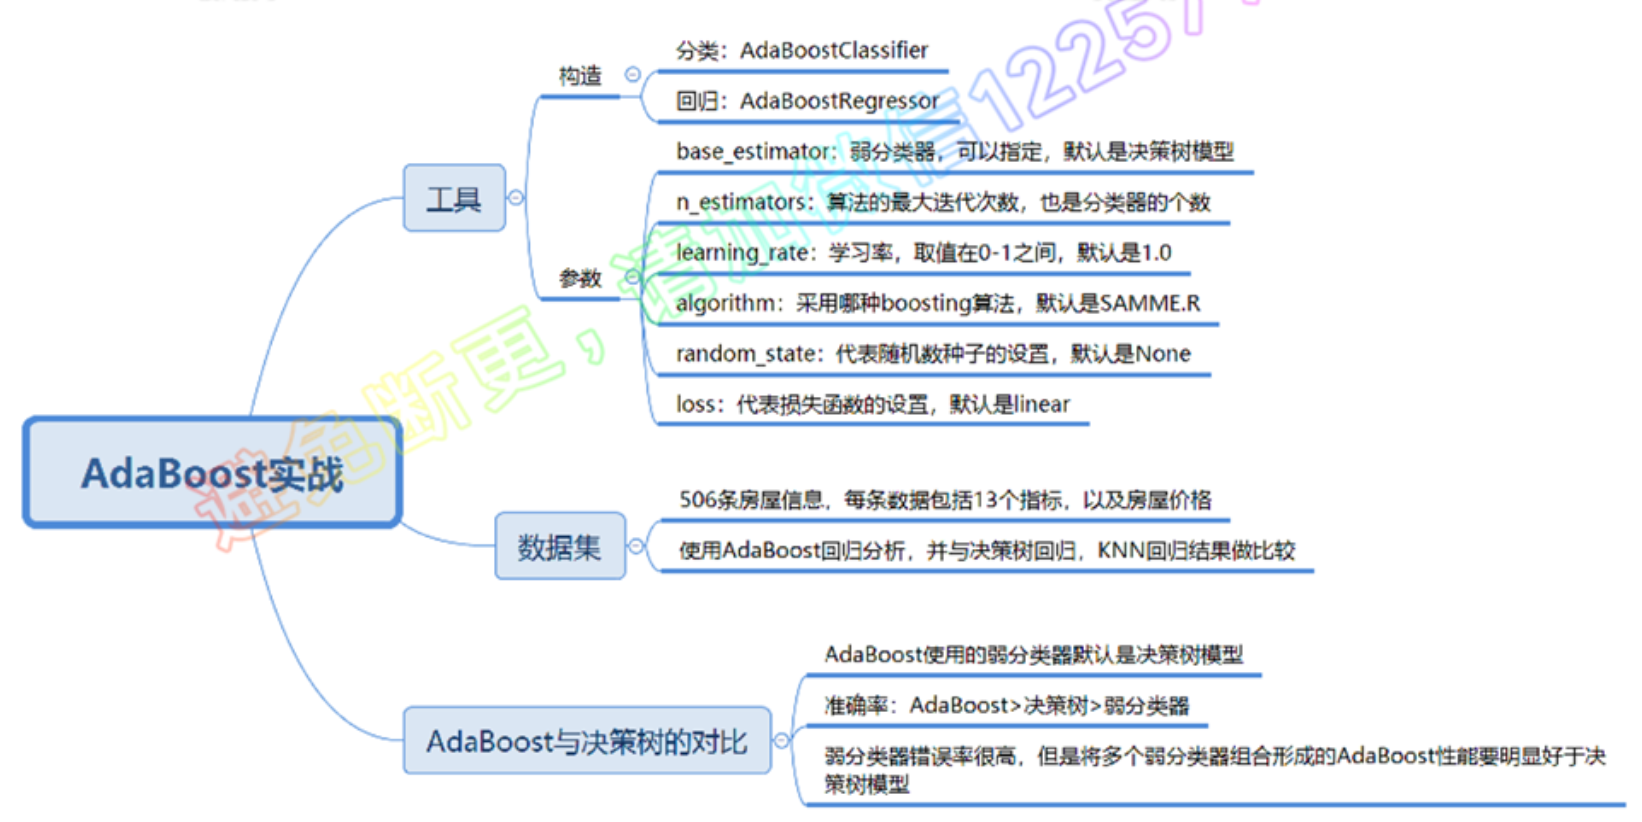 分类：AdaBoostClassifier
构造
回归：AdaBoostRegressor
base_estimator：弱分类器，可以指定，默认是决策树模型
工具
n_estimators：算法的最大迭代次数，也是分类器的个数
learning_rate：学习率，取值在0-1之间，默认是1.0
参数
algorithm：采用哪种boosting算法，默认是SAMME.R
random_state：代表随机数种子的设置，默认是None
loss：代表损失函数的设置，默认是linear
AdaBoost实战
506条房屋信息，每条数据包括13个指标，以及房屋价格
数据集
使用AdaBoost回归分析，并与决策树回归，KNN回归结果做比较
AdaBoost使用的弱分类器默认是决策树模型
准确率：AdaBoost>决策树>弱分类器
AdaBoost与决策树的对比
弱分类器错误率很高，但是将多个弱分类器组合形成的AdaBoost性能要明显好于决
策树模型
避免断更，请加微信12257